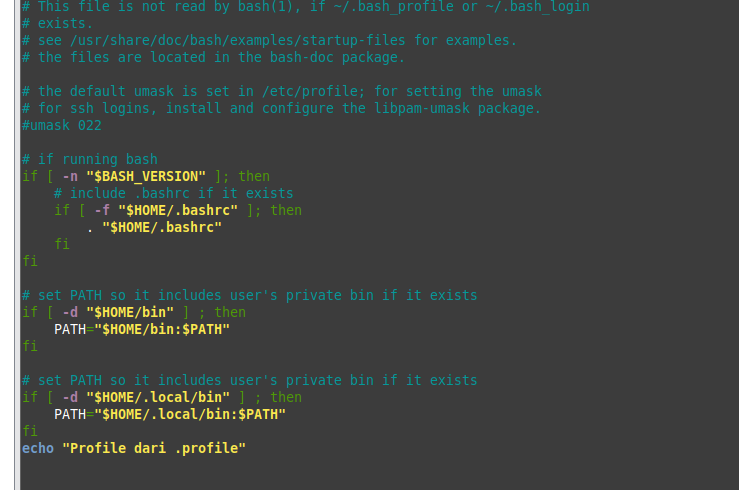 # This file is not read by bash(1), if ~/.bash_profile or ~/.bash_login
# exists.
# see /usr/share/doc/bash/examples/startup-files for examples.
# the files are located in the bash-doc package.
# the default umask is set in /etc/profile; for setting the umask
# for ssh logins, install and configure the libpam-umask package.
#umask 022
# if running bash
if [ -n "$BASH_VERSION" ]; then
    # include .bashrc if it exists
    if [ -f "$HOME/.bashrc" ]; then
        . "$HOME/.bashrc"
    fi
fi
# set PATH so it includes user's private bin if it exists
if [ -d "$HOME/bin" ] ; then
    PATH="$HOME/bin:$PATH"
fi
# set PATH so it includes user's private bin if it exists
if [ -d "$HOME/.local/bin" ] ; then
    PATH="$HOME/.local/bin:$PATH"
fi
echo "Profile dari .profile"